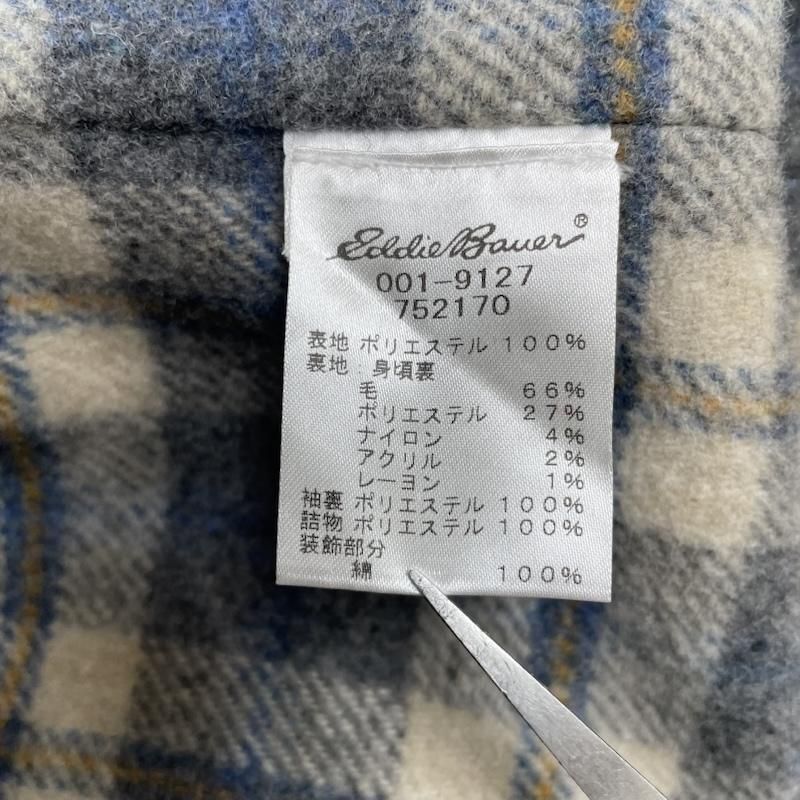 Eddie Bauer®
001-9127
752170
表地 ポリエステル 100%
裏地 : 身頃裏
毛 66%
ポリエステル 27%
ナイロン 4%
アクリル 2%
レーヨン 1%
袖裏 ポリエステル 100%
詰物 ポリエステル 100%
装飾部分
綿 100%